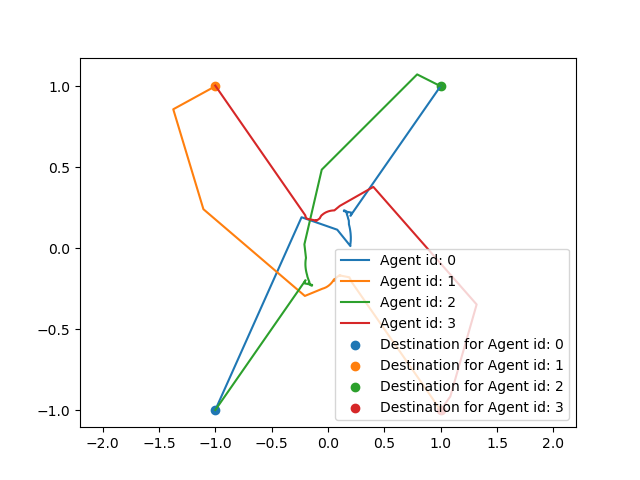 1.0
0.5
0.0
−0.5
−1.0
Agent id: 0
Agent id: 1
Agent id: 2
Agent id: 3
Destination for Agent id: 0
Destination for Agent id: 1
Destination for Agent id: 2
Destination for Agent id: 3
−2.0 −1.5 −1.0 −0.5 0.0 0.5 1.0 1.5 2.0